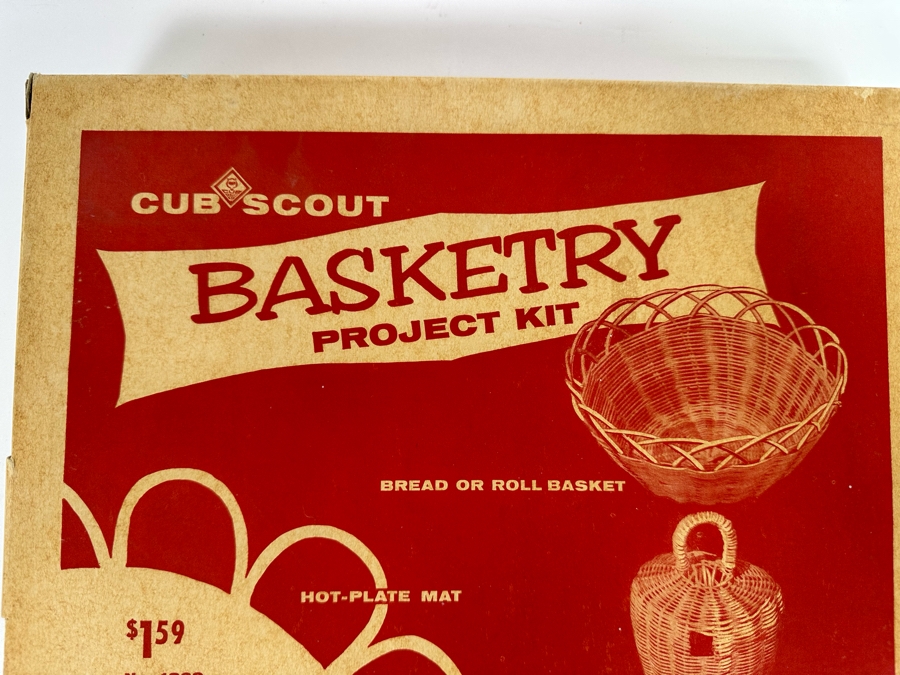 CUB SCOUT
BASKETRY
PROJECT KIT
BREAD OR ROLL BASKET
HOT-PLATE MAT
$1.59